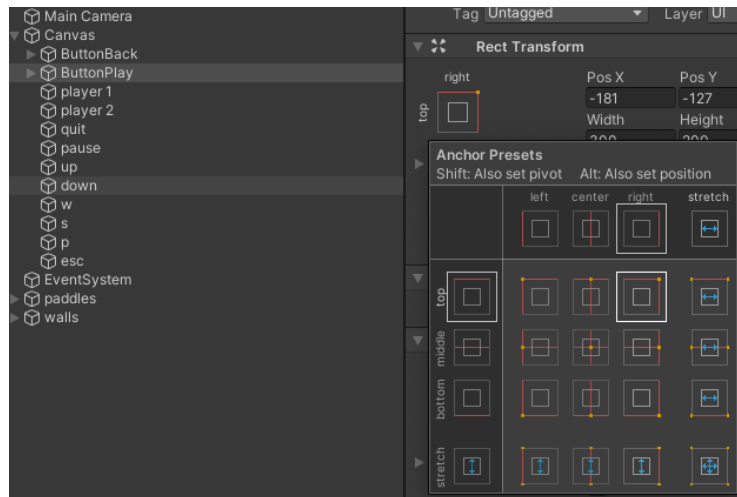 Main Camera
Canvas
ButtonBack
ButtonPlay
player 1
player 2
quit
pause
up
down
w
s
p
esc
EventSystem
paddles
walls
Tag Untagged Layer UI
Rect Transform
right
top
Pos X Pos Y
-181 -127
Width Height
Anchor Presets
Shift: Also set pivot Alt: Also set position
left center right stretch
top
middle
bottom
stretch